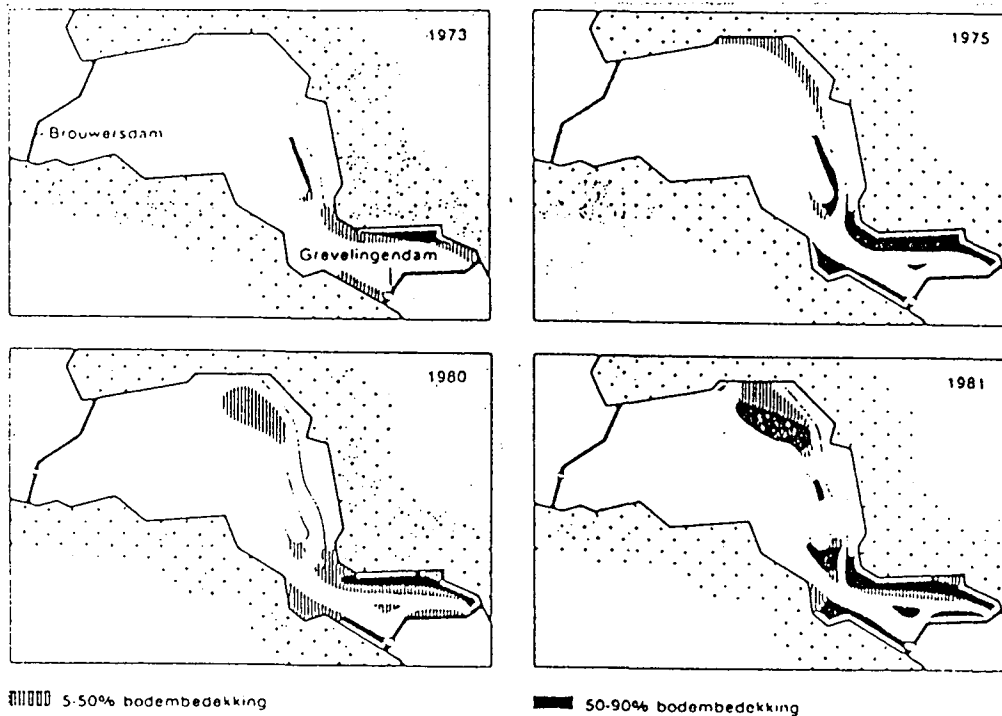 1973
Brouwersdam
Grevelingendam
1975
1980
1981
5-50% bodembedekking
50-90% bodembedekking